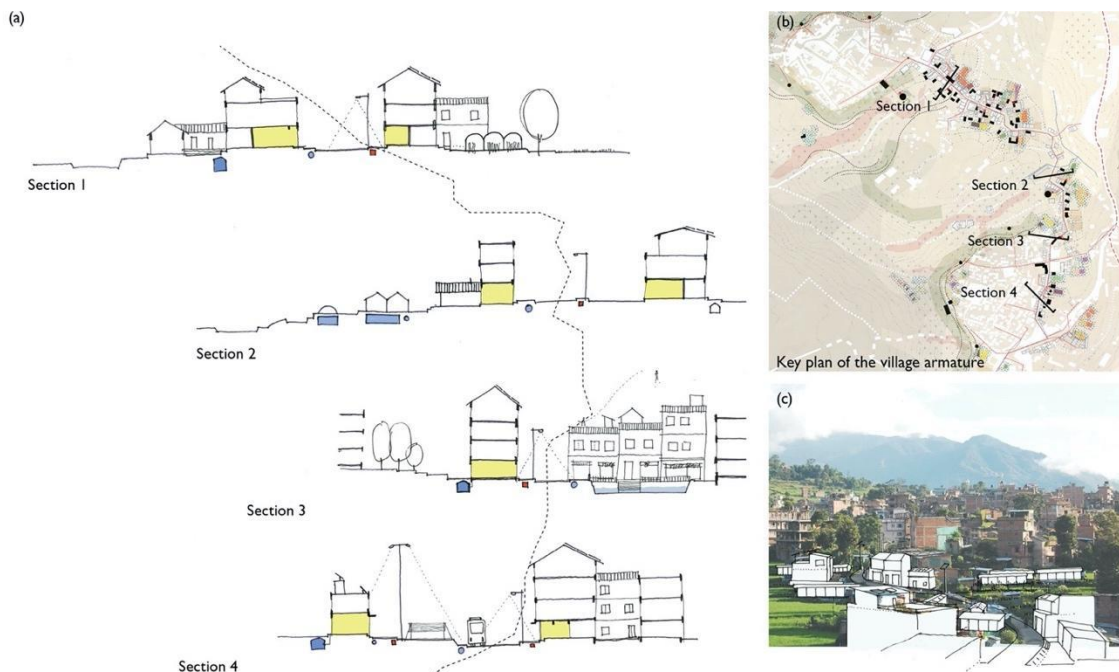 (a)
Section 1
Section 2
Section 3
Section 4
(b)
Section 1
Section 2
Section 3
Section 4
Key plan of the village armature
(c)